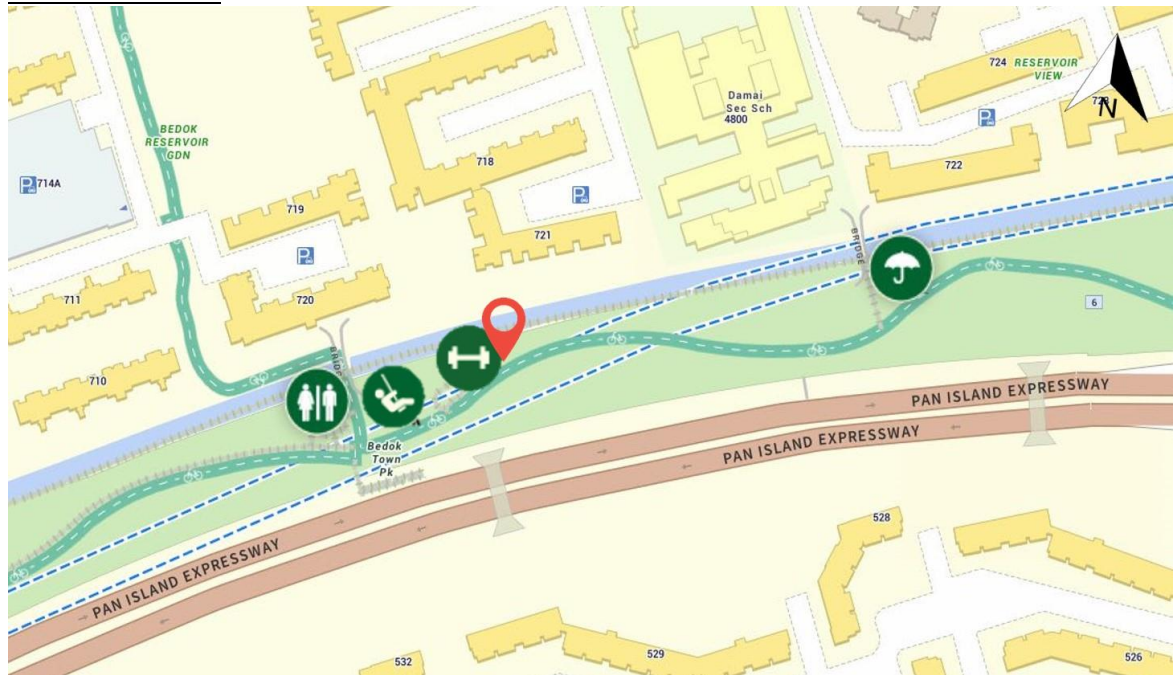 724
RESERVOIR
VIEW
N
Damai
Sec Sch
4800
BEDOK
RESERVOIR
GDN
718
722
714A
719
721
711
720
BRIDGE
6
710
PAN ISLAND EXPRESSWAY
PAN ISLAND EXPRESSWAY
Bedok
Town
Pk
PAN ISLAND EXPRESSWAY
528
529
532
526